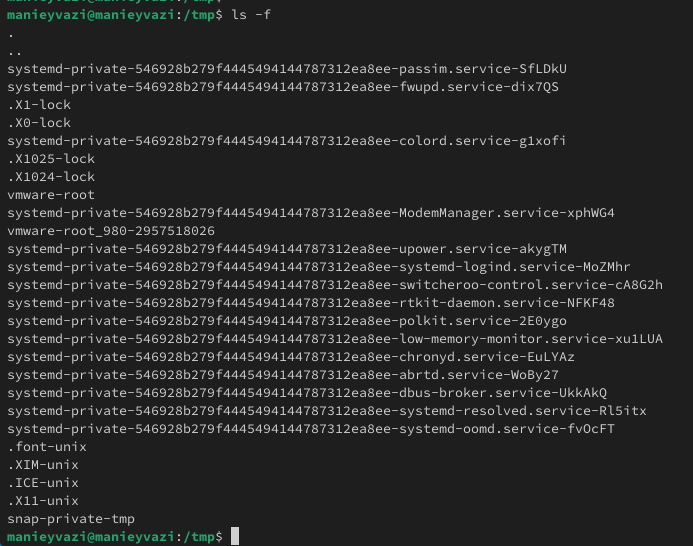 manieyvazi@manieyvazi:/tmp$ ls -f
.
..
systemd-private-546928b279f4445494144787312ea8ee-passim.service-SfLDkU
systemd-private-546928b279f4445494144787312ea8ee-fwupd.service-dix7QS
.X1-lock
.X0-lock
systemd-private-546928b279f4445494144787312ea8ee-colord.service-g1xofi
.X1025-lock
.X1024-lock
vmware-root
systemd-private-546928b279f4445494144787312ea8ee-ModemManager.service-xphWG4
vmware-root_980-2957518026
systemd-private-546928b279f4445494144787312ea8ee-upower.service-akygTM
systemd-private-546928b279f4445494144787312ea8ee-systemd-logind.service-MoZMhr
systemd-private-546928b279f4445494144787312ea8ee-switcheroo-control.service-cA8G2h
systemd-private-546928b279f4445494144787312ea8ee-rtkit-daemon.service-NFKF48
systemd-private-546928b279f4445494144787312ea8ee-polkit.service-2E0ygo
systemd-private-546928b279f4445494144787312ea8ee-low-memory-monitor.service-xu1LUA
systemd-private-546928b279f4445494144787312ea8ee-chronyd.service-EuLYAz
systemd-private-546928b279f4445494144787312ea8ee-abrtd.service-WoBy27
systemd-private-546928b279f4445494144787312ea8ee-dbus-broker.service-UkkAkQ
systemd-private-546928b279f4445494144787312ea8ee-systemd-resolved.service-Rl5itx
systemd-private-546928b279f4445494144787312ea8ee-systemd-oomd.service-fvOcFT
.font-unix
.XIM-unix
.ICE-unix
.X11-unix
snap-private-tmp
manieyvazi@manieyvazi:/tmp$